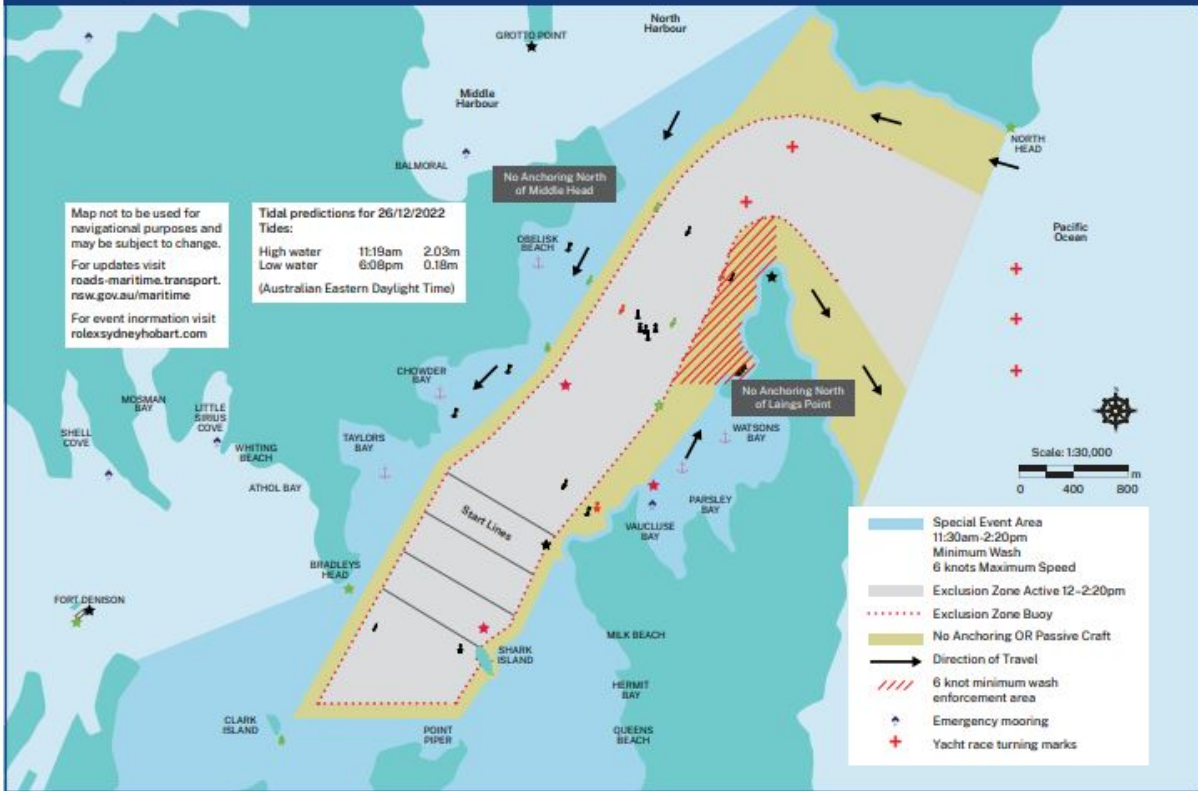 North
Harbour
GROTTO POINT
Middle
Harbour
NORTH
HEAD
BALMORAL
No Anchoring North
of Middle Head
Map not to be used for
navigational purposes and
may be subject to change.
For updates visit
roads-maritime.transport.
nsw.gov.au/maritime
For event inormation visit
rolexsydneyhobart.com
Tidal predictions for 26/12/2022
Tides:
High water 11:19am 2.03m
Low water 6:08pm 0.18m
(Australian Eastern Daylight Time)
OBELISK
BEACH
Pacific
Ocean
CHOWDER
BAY
No Anchoring North
of Laings Point
MOSMAN
BAY
LITTLE
SIRIUS
COVE
SHELL
COVE
WHITING
BEACH
TAYLORS
BAY
WATSONS
BAY
ATHOL BAY
Scale: 1:30,000
m
0 400 800
PARSLEY
BAY
Start Lines
VAUCLUSE
BAY
BRADLEYS
HEAD
FORT DENISON
MILK BEACH
SHARK
ISLAND
HERMIT
BAY
CLARK
ISLAND
POINT
PIPER
QUEENS
BEACH
Special Event Area
11:30am-2:20pm
Minimum Wash
6 knots Maximum Speed
Exclusion Zone Active 12–2:20pm
Exclusion Zone Buoy
No Anchoring OR Passive Craft
Direction of Travel
6 knot minimum wash
enforcement area
Emergency mooring
Yacht race turning marks